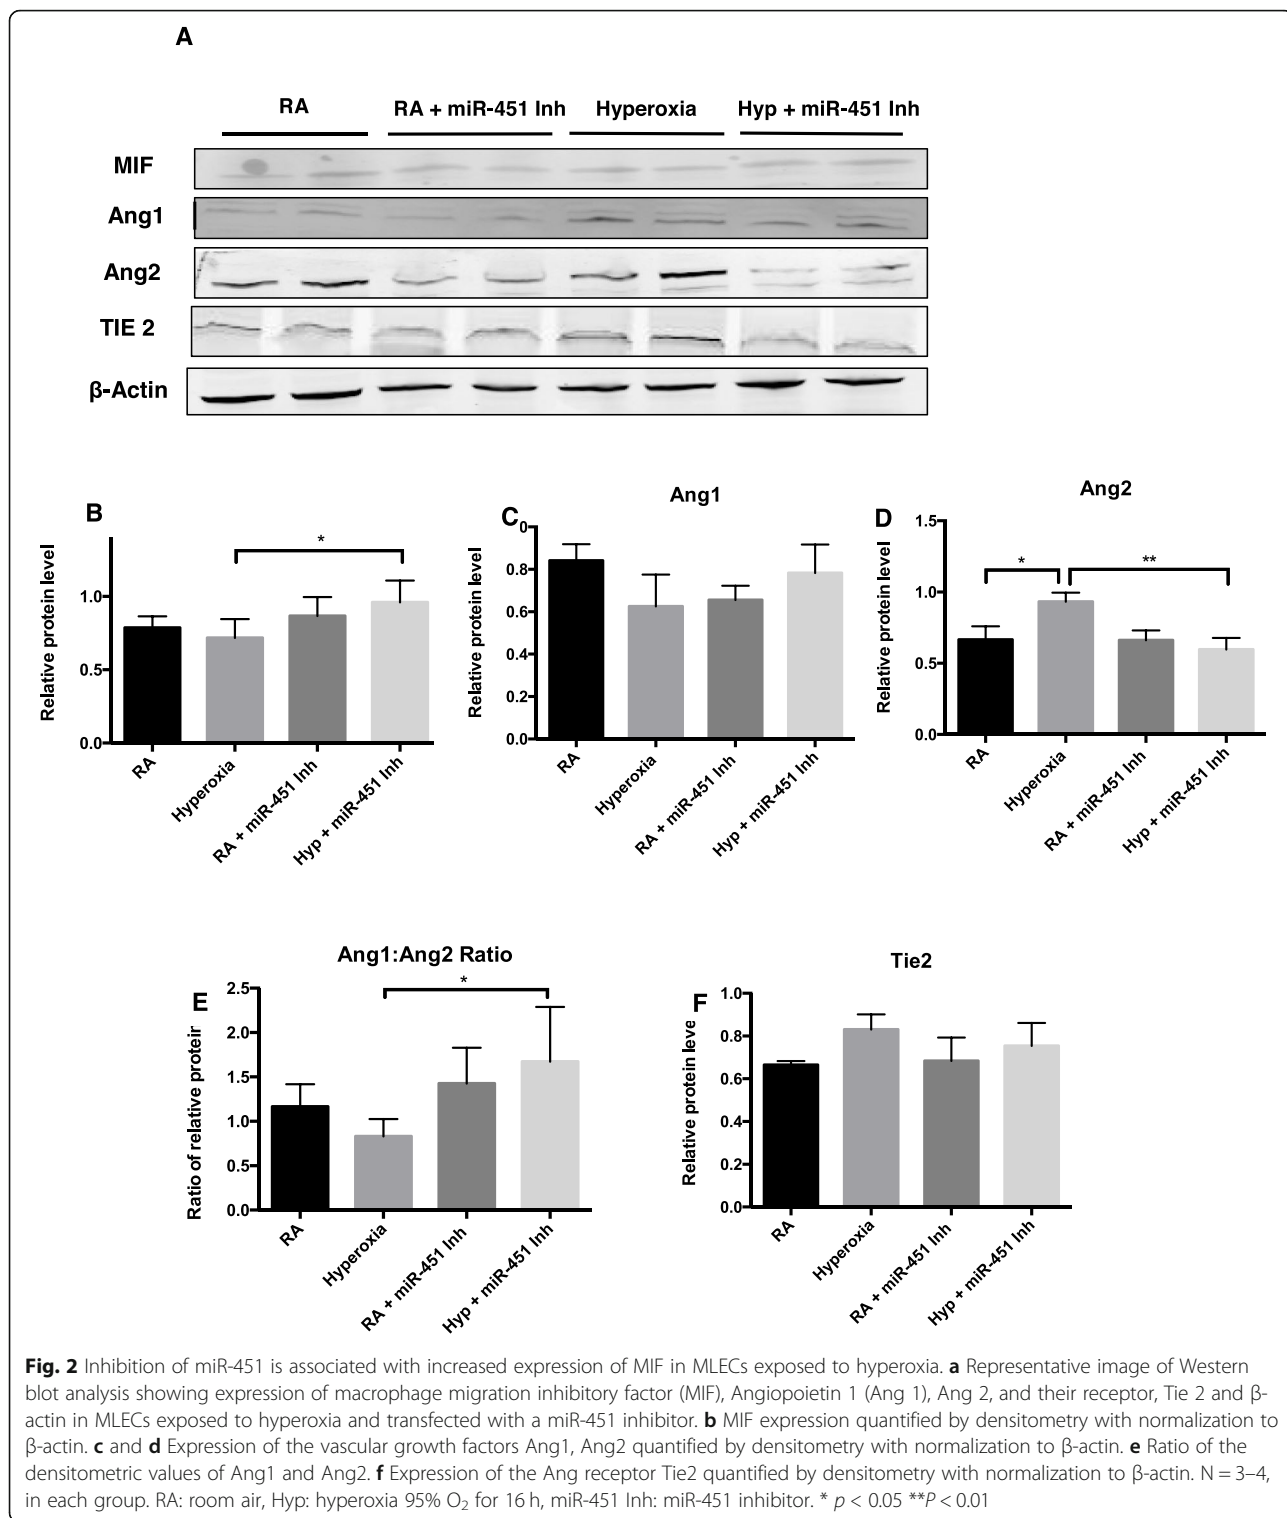 A
RA
RA + miR-451 Inh
Hyperoxia
Hyp + miR-451 Inh
MIF
Ang1
Ang2
TIE 2
β-Actin
B
Relative protein level
1.0
0.5
0.0
*
RA
Hyperoxia
RA + miR-451 Inh
Hyp + miR-451 Inh
Ang1
C
Relative protein level
0
0.8
0.6
0.4
0.2
0.0
RA
Hyperoxia
RA + miR-451 Inh
Hyp + miR-451 Inh
Ang2
D
Relative protein level
1.5
1.0
0.5
0.0
*
**
RA
Hyperoxia
RA + miR-451 Inh
Hyp + miR-451 Inh
Ang1:Ang2 Ratio
E
Ratio of relative protein
2.5
2.0
1.5
1.0
0.5
0.0
*
RA
Hyperoxia
RA + miR-451 Inh
Hyp + miR-451 Inh
Tie2
F
Relative protein leve
1.0
0.8
0.6
0.4
0.2
0.0
RA
Hyperoxia
RA + miR-451 Inh
Hyp + miR-451 Inh
Fig. 2 Inhibition of miR-451 is associated with increased expression of MIF in MLECs exposed to hyperoxia. a Representative image of Western
blot analysis showing expression of macrophage migration inhibitory factor (MIF), Angiopoietin 1 (Ang 1), Ang 2, and their receptor, Tie 2 and β-
actin in MLECs exposed to hyperoxia and transfected with a miR-451 inhibitor. b MIF expression quantified by densitometry with normalization to
β-actin. c and d Expression of the vascular growth factors Ang1, Ang2 quantified by densitometry with normalization to β-actin. e Ratio of the
densitometric values of Ang1 and Ang2. f Expression of the Ang receptor Tie2 quantified by densitometry with normalization to β-actin. N = 3–4,
in each group. RA: room air, Hyp: hyperoxia 95% O₂ for 16 h, miR-451 Inh: miR-451 inhibitor. * p < 0.05 **P < 0.01